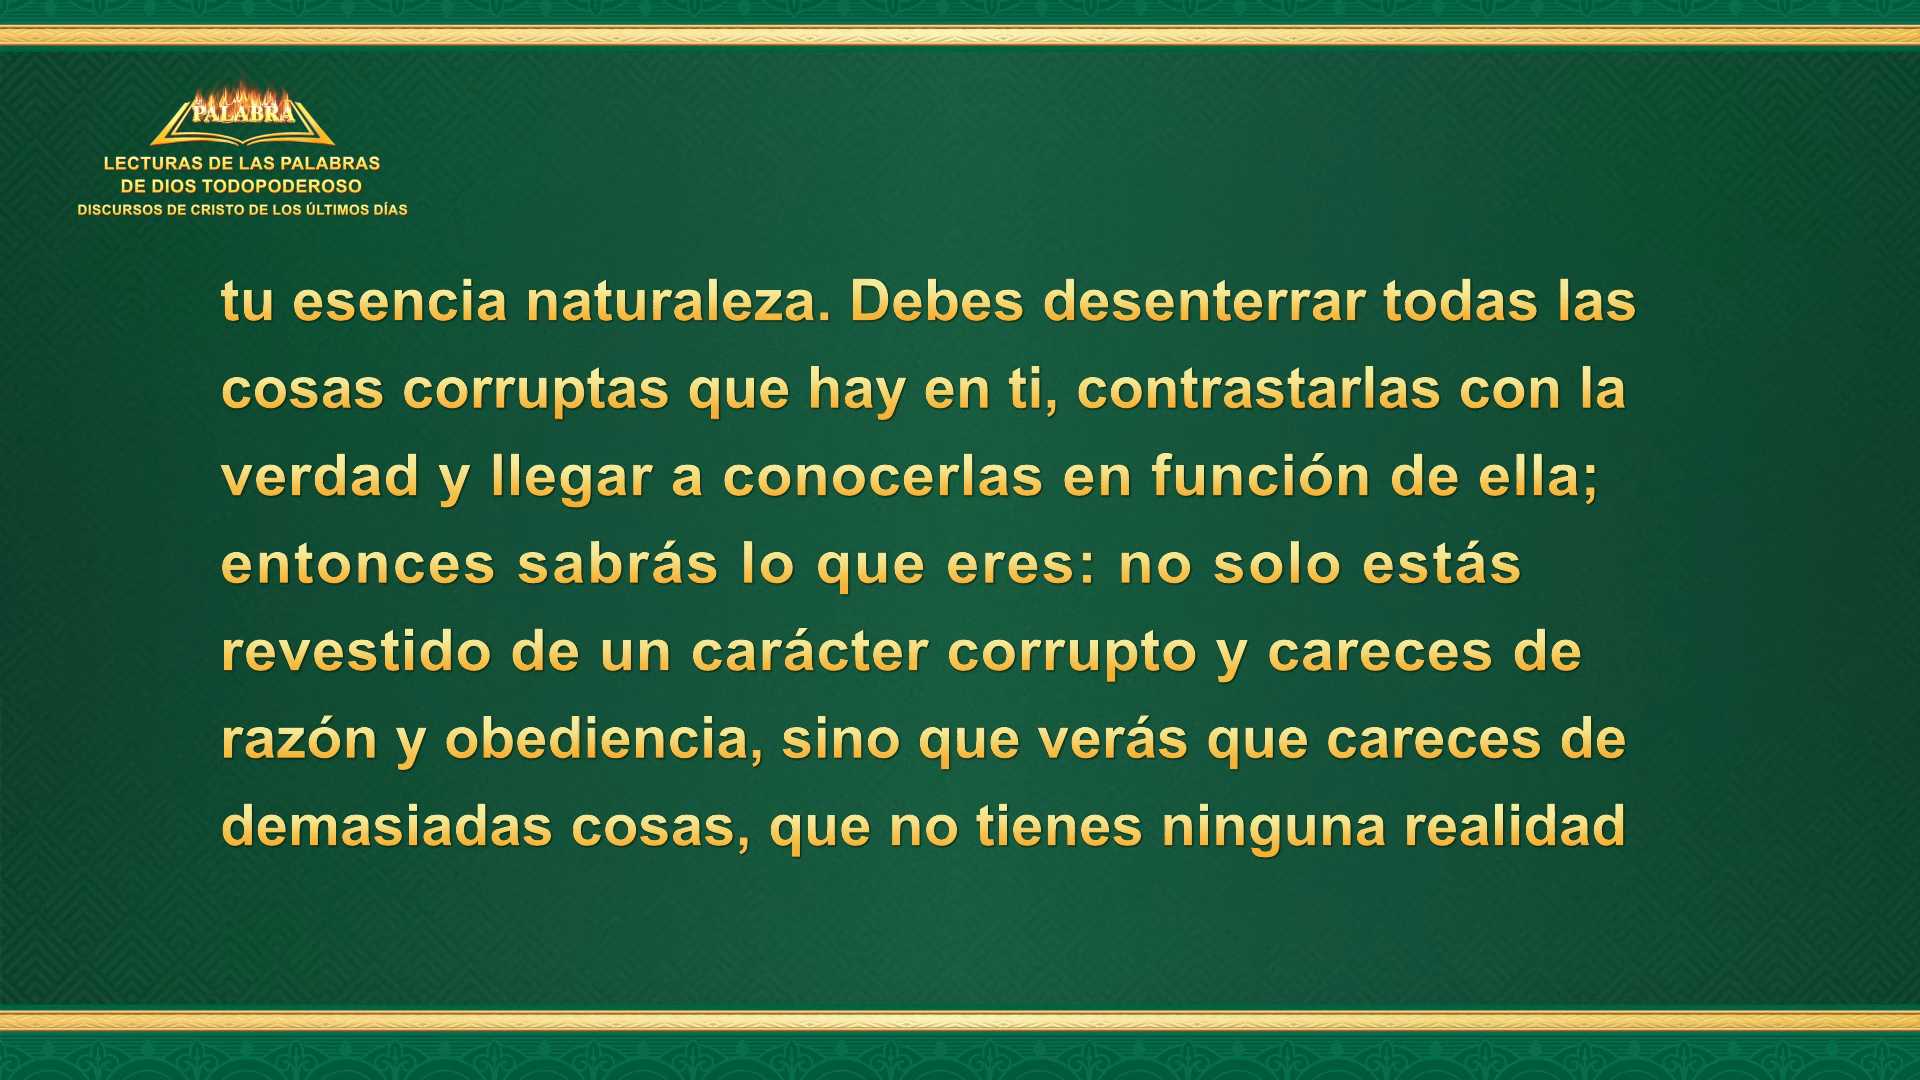 PALABRA
LECTURAS DE LAS PALABRAS
DE DIOS TODOPODEROSO
DISCURSOS DE CRISTO DE LOS ÚLTIMOS DÍAS
tu esencia naturaleza. Debes desenterrar todas las
cosas corruptas que hay en ti, contrastarlas con la
verdad y llegar a conocerlas en función de ella;
entonces sabrás lo que eres: no solo estás
revestido de un carácter corrupto y careces de
razón y obediencia, sino que verás que careces de
demasiadas cosas, que no tienes ninguna realidad